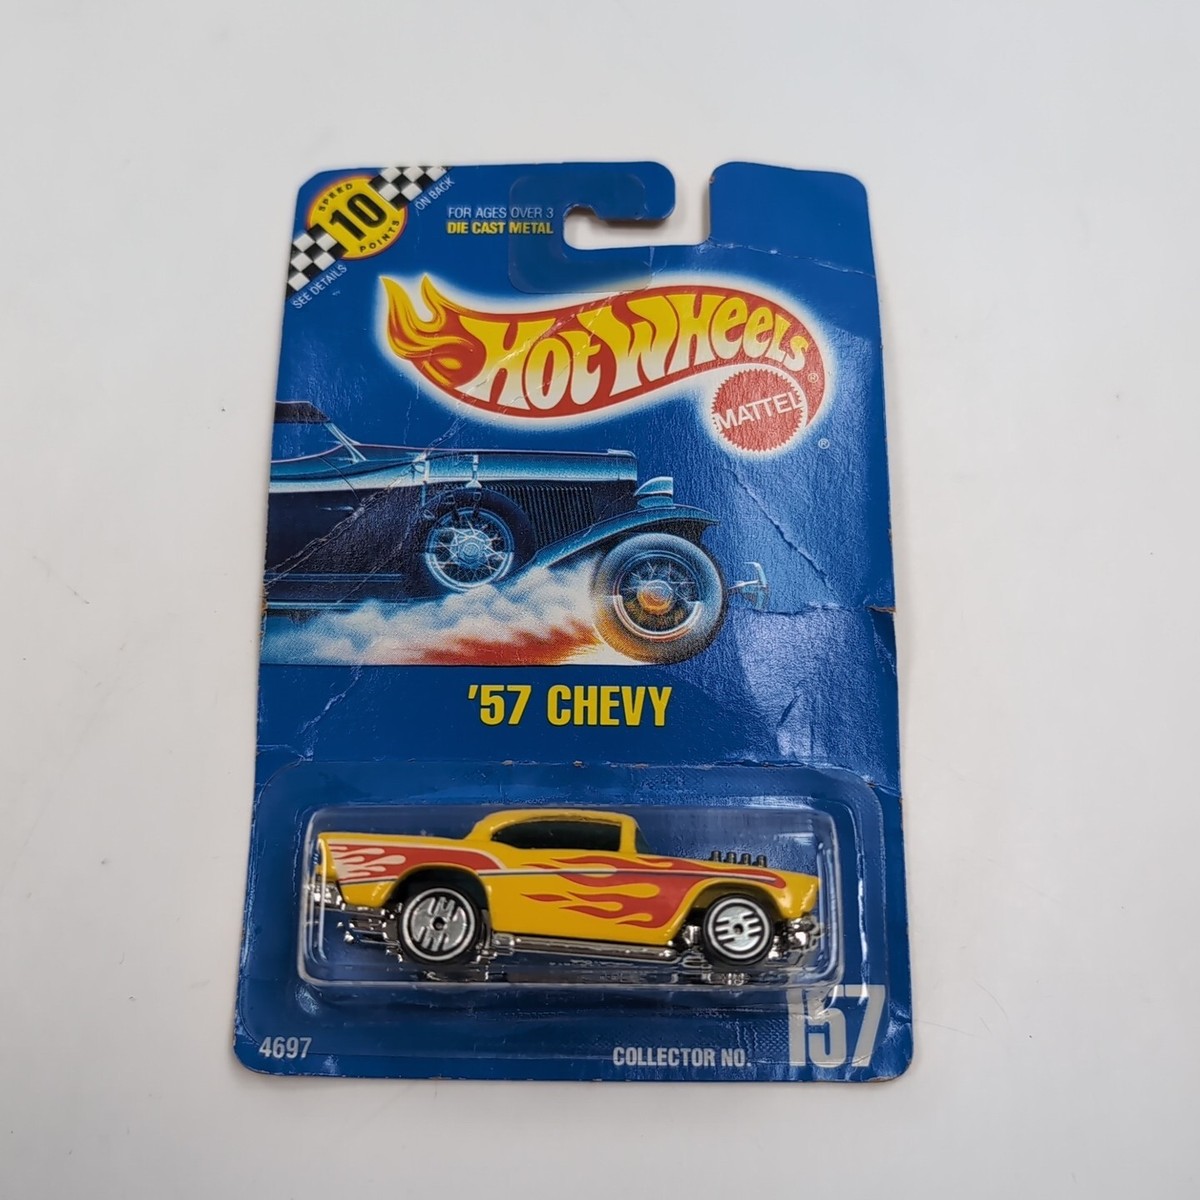 SPEED
10
POINTS
SEE DETAILS
ON BACK
FOR AGES OVER 3
DIE CAST METAL
HOT WHEELS®
MATTEL
®
'57 CHEVY
4697
COLLECTOR NO. 157